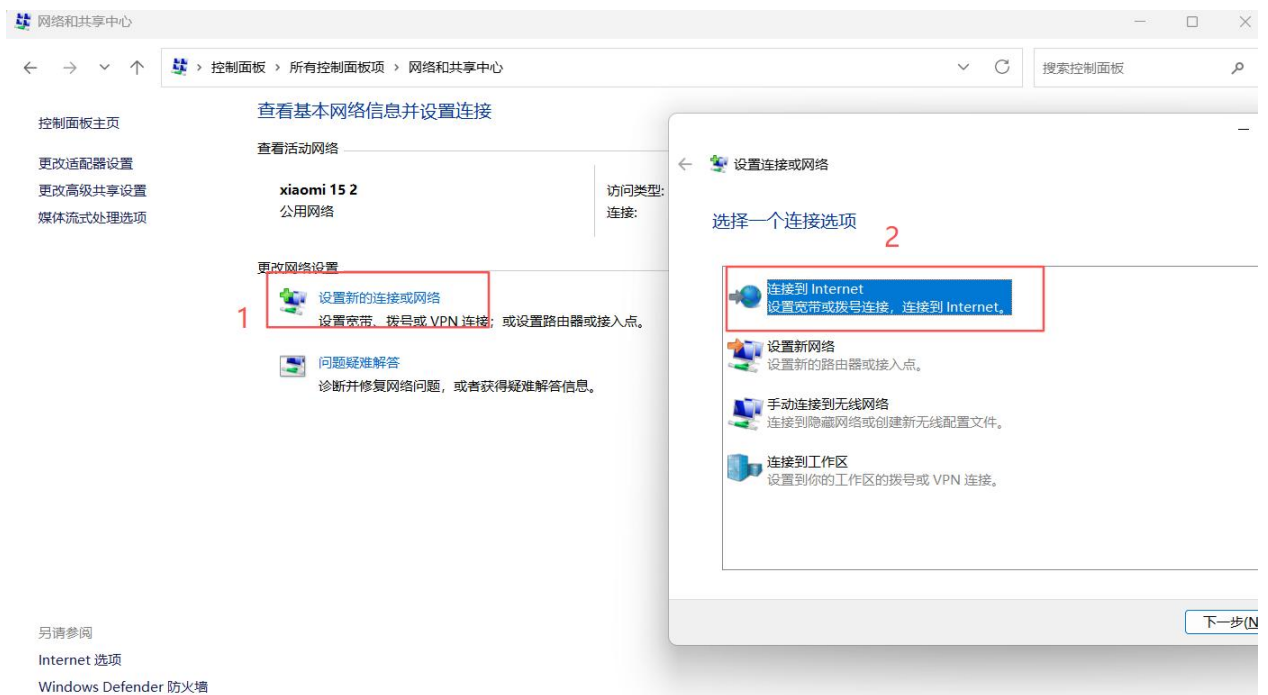 网络和共享中心
控制面板 › 所有控制面板项 › 网络和共享中心
搜索控制面板
控制面板主页
更改适配器设置
更改高级共享设置
媒体流式处理选项
查看基本网络信息并设置连接
查看活动网络
xiaomi 15 2
公用网络
访问类型:
连接:
更改网络设置
1
设置新的连接或网络
设置宽带、拨号或 VPN 连接；或设置路由器或接入点。
问题疑难解答
诊断并修复网络问题，或者获得疑难解答信息。
另请参阅
Internet 选项
Windows Defender 防火墙
设置连接或网络
选择一个连接选项
2
连接到 Internet
设置宽带或拨号连接，连接到 Internet。
设置新网络
设置新的路由器或接入点。
手动连接到无线网络
连接到隐藏网络或创建新无线配置文件。
连接到工作区
设置到你的工作区的拨号或 VPN 连接。
下一步(N